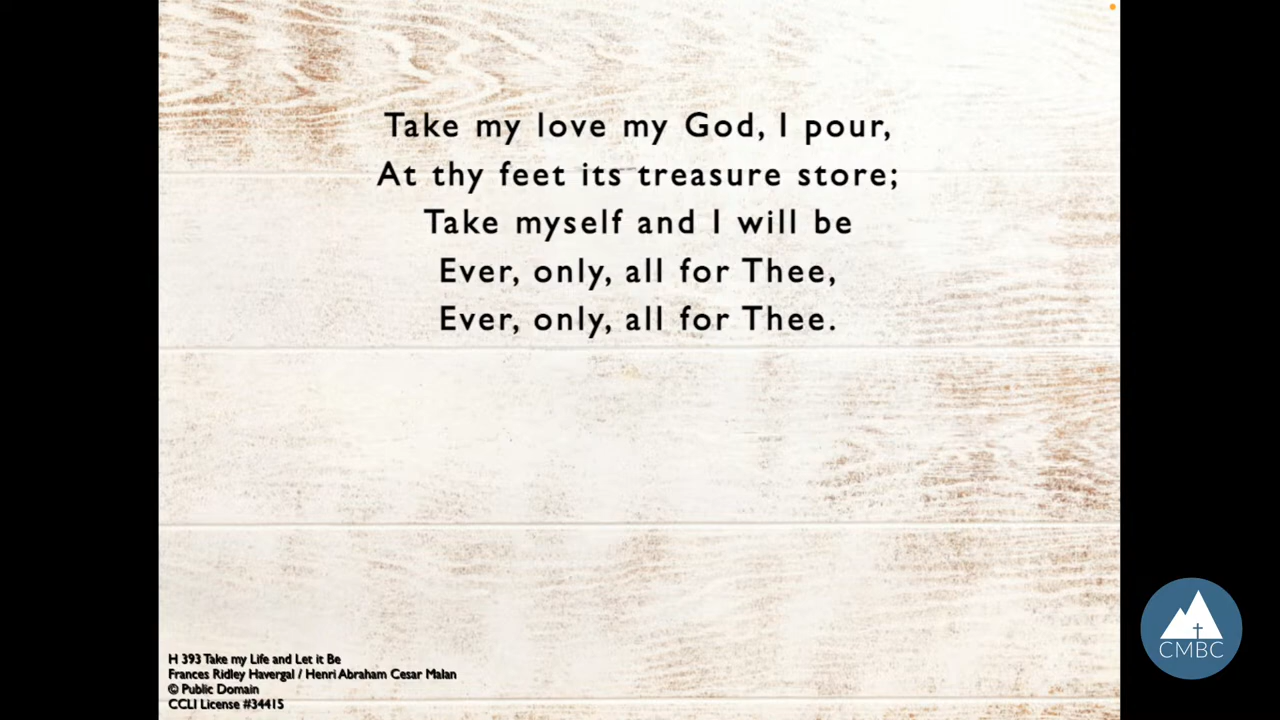 Take my love my God, I pour,
At thy feet its treasure store;
Take myself and I will be
Ever, only, all for Thee,
Ever, only, all for Thee.
H 393 Take my Life and Let it Be
Frances Ridley Havergal / Henri Abraham Cesar Malan
© Public Domain
CCLI License #34415
CMBC